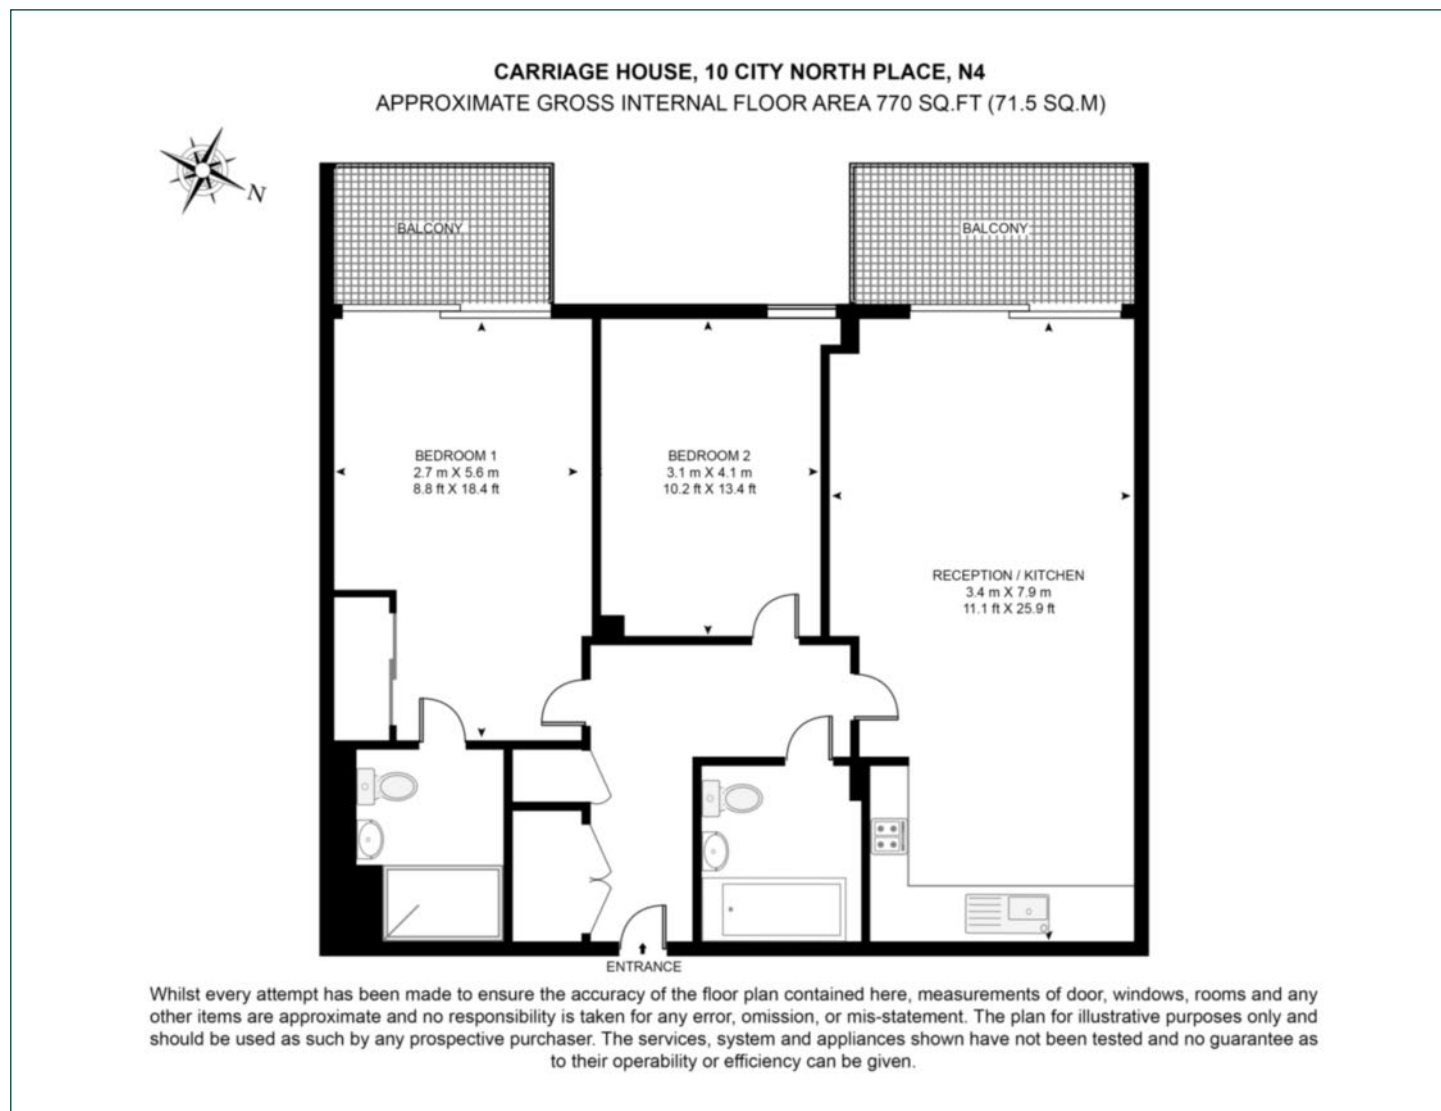 CARRIAGE HOUSE, 10 CITY NORTH PLACE, N4
APPROXIMATE GROSS INTERNAL FLOOR AREA 770 SQ.FT (71.5 SQ.M)
N
BALCONY
BALCONY
BEDROOM 1
2.7 m X 5.6 m
8.8 ft X 18.4 ft
BEDROOM 2
3.1 m X 4.1 m
10.2 ft X 13.4 ft
RECEPTION / KITCHEN
3.4 m X 7.9 m
11.1 ft X 25.9 ft
ENTRANCE
Whilst every attempt has been made to ensure the accuracy of the floor plan contained here, measurements of door, windows, rooms and any
other items are approximate and no responsibility is taken for any error, omission, or mis-statement. The plan for illustrative purposes only and
should be used as such by any prospective purchaser. The services, system and appliances shown have not been tested and no guarantee as
to their operability or efficiency can be given.